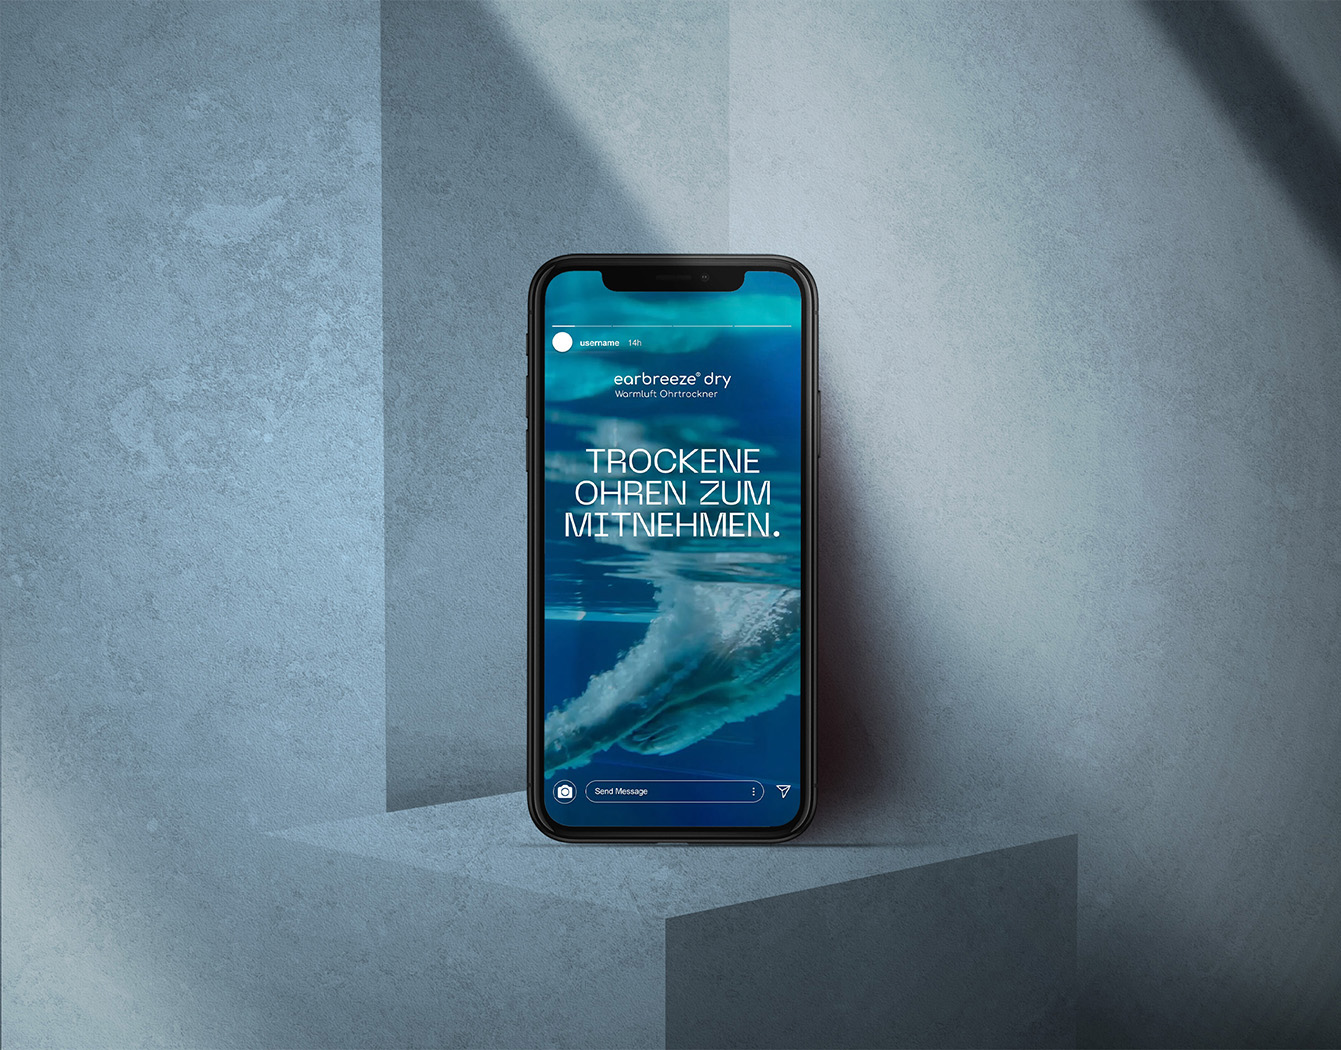 username 14h
earbreeze® dry
Warmluft Ohrtrockner
TROCKENE
OHREN ZUM
MITNEHMEN.
Send Message